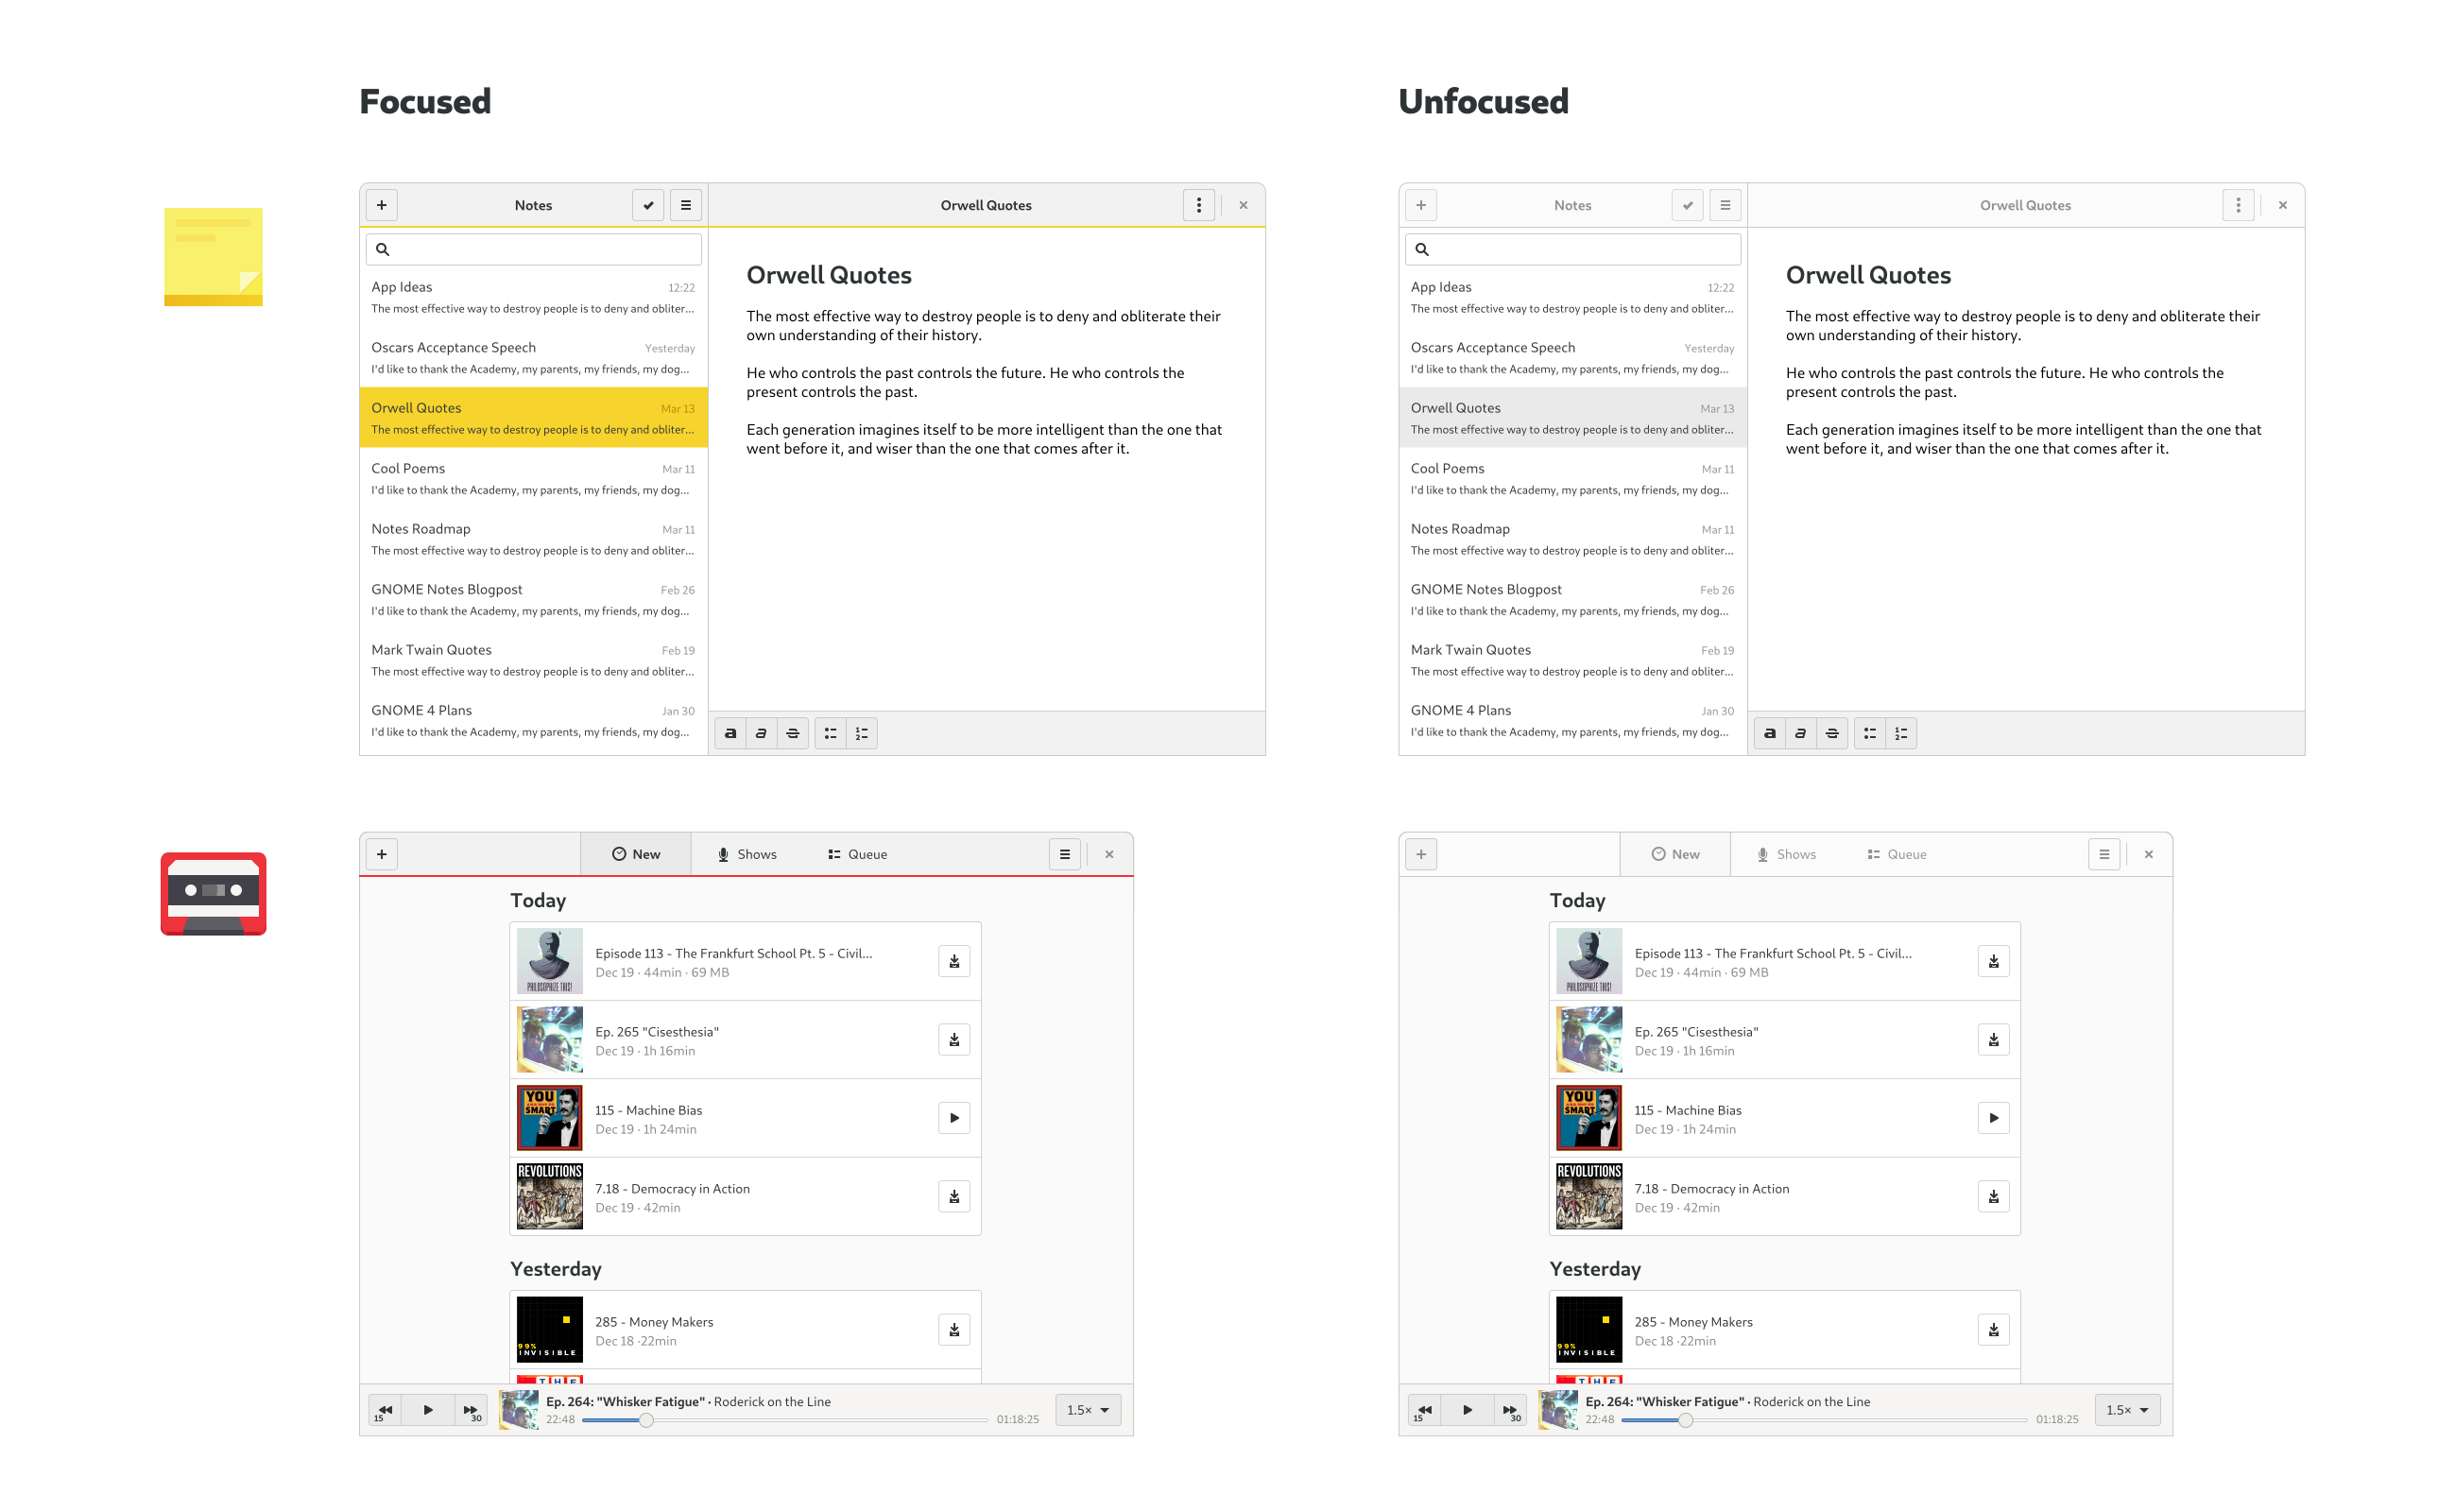 Focused
Unfocused
Notes
Orwell Quotes
App Ideas 12:22
The most effective way to destroy people is to deny and obliter...
Oscars Acceptance Speech Yesterday
I'd like to thank the Academy, my parents, my friends, my dog...
Orwell Quotes Mar 13
The most effective way to destroy people is to deny and obliter...
Cool Poems Mar 11
I'd like to thank the Academy, my parents, my friends, my dog...
Notes Roadmap Mar 11
The most effective way to destroy people is to deny and obliter...
GNOME Notes Blogpost Feb 26
I'd like to thank the Academy, my parents, my friends, my dog...
Mark Twain Quotes Feb 19
The most effective way to destroy people is to deny and obliter...
GNOME 4 Plans Jan 30
I'd like to thank the Academy, my parents, my friends, my dog...
Orwell Quotes
The most effective way to destroy people is to deny and obliterate their
own understanding of their history.
He who controls the past controls the future. He who controls the
present controls the past.
Each generation imagines itself to be more intelligent than the one that
went before it, and wiser than the one that comes after it.
a a
1
2
Notes
Orwell Quotes
App Ideas 12:22
The most effective way to destroy people is to deny and obliter...
Oscars Acceptance Speech Yesterday
I'd like to thank the Academy, my parents, my friends, my dog...
Orwell Quotes Mar 13
The most effective way to destroy people is to deny and obliter...
Cool Poems Mar 11
I'd like to thank the Academy, my parents, my friends, my dog...
Notes Roadmap Mar 11
The most effective way to destroy people is to deny and obliter...
GNOME Notes Blogpost Feb 26
I'd like to thank the Academy, my parents, my friends, my dog...
Mark Twain Quotes Feb 19
The most effective way to destroy people is to deny and obliter...
GNOME 4 Plans Jan 30
I'd like to thank the Academy, my parents, my friends, my dog...
Orwell Quotes
The most effective way to destroy people is to deny and obliterate their
own understanding of their history.
He who controls the past controls the future. He who controls the
present controls the past.
Each generation imagines itself to be more intelligent than the one that
went before it, and wiser than the one that comes after it.
a a
1
2
New Shows Queue
Today
PHILOSOPHIZE THIS!
Episode 113 - The Frankfurt School Pt. 5 - Civil...
Dec 19 · 44min · 69 MB
Ep. 265 "Cisesthesia"
Dec 19 · 1h 16min
YOU
SMART
115 - Machine Bias
Dec 19 · 1h 24min
REVOLUTIONS
7.18 - Democracy in Action
Dec 19 · 42min
Yesterday
99%
INVISIBLE
285 - Money Makers
Dec 18 ·22min
THE
15
30
Ep. 264: "Whisker Fatigue" · Roderick on the Line
22:48 01:18:25
1.5×
New Shows Queue
Today
PHILOSOPHIZE THIS!
Episode 113 - The Frankfurt School Pt. 5 - Civil...
Dec 19 · 44min · 69 MB
Ep. 265 "Cisesthesia"
Dec 19 · 1h 16min
YOU
SMART
115 - Machine Bias
Dec 19 · 1h 24min
REVOLUTIONS
7.18 - Democracy in Action
Dec 19 · 42min
Yesterday
99%
INVISIBLE
285 - Money Makers
Dec 18 ·22min
THE
15
30
Ep. 264: "Whisker Fatigue" · Roderick on the Line
22:48 01:18:25
1.5×